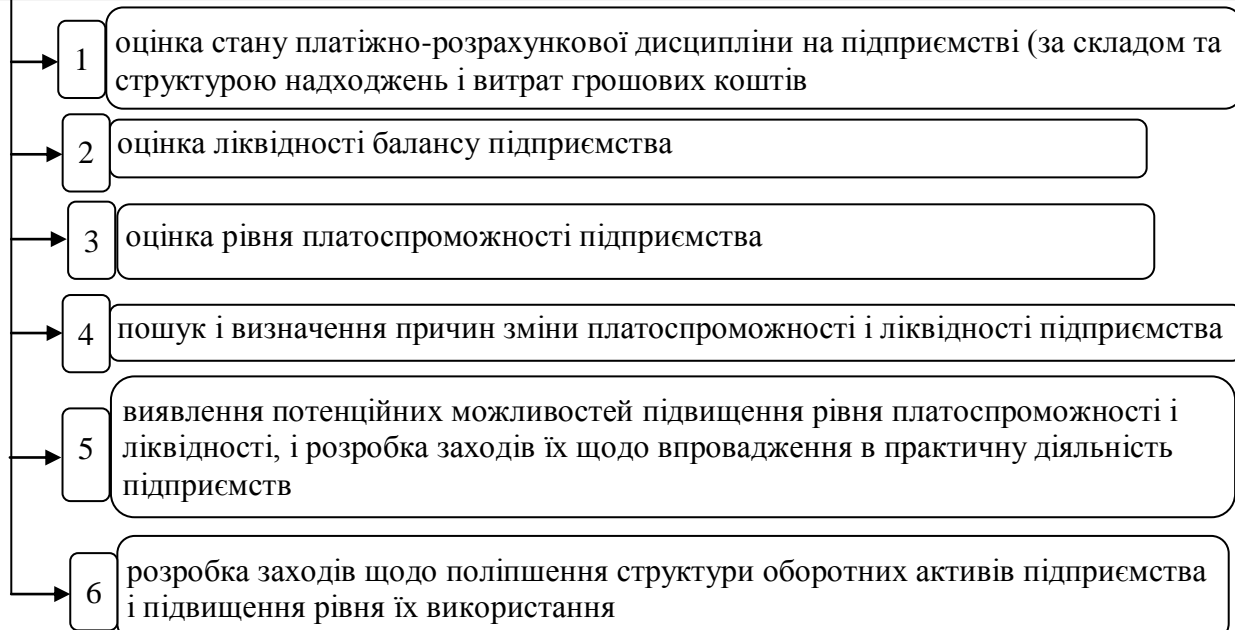 1 оцінка стану платіжно-розрахункової дисципліни на підприємстві (за складом та
структурою надходжень і витрат грошових коштів
2 оцінка ліквідності балансу підприємства
3 оцінка рівня платоспроможності підприємства
4 пошук і визначення причин зміни платоспроможності і ліквідності підприємства
5 виявлення потенційних можливостей підвищення рівня платоспроможності і
ліквідності, і розробка заходів їх щодо впровадження в практичну діяльність
підприємств
6 розробка заходів щодо поліпшення структури оборотних активів підприємства
і підвищення рівня їх використання